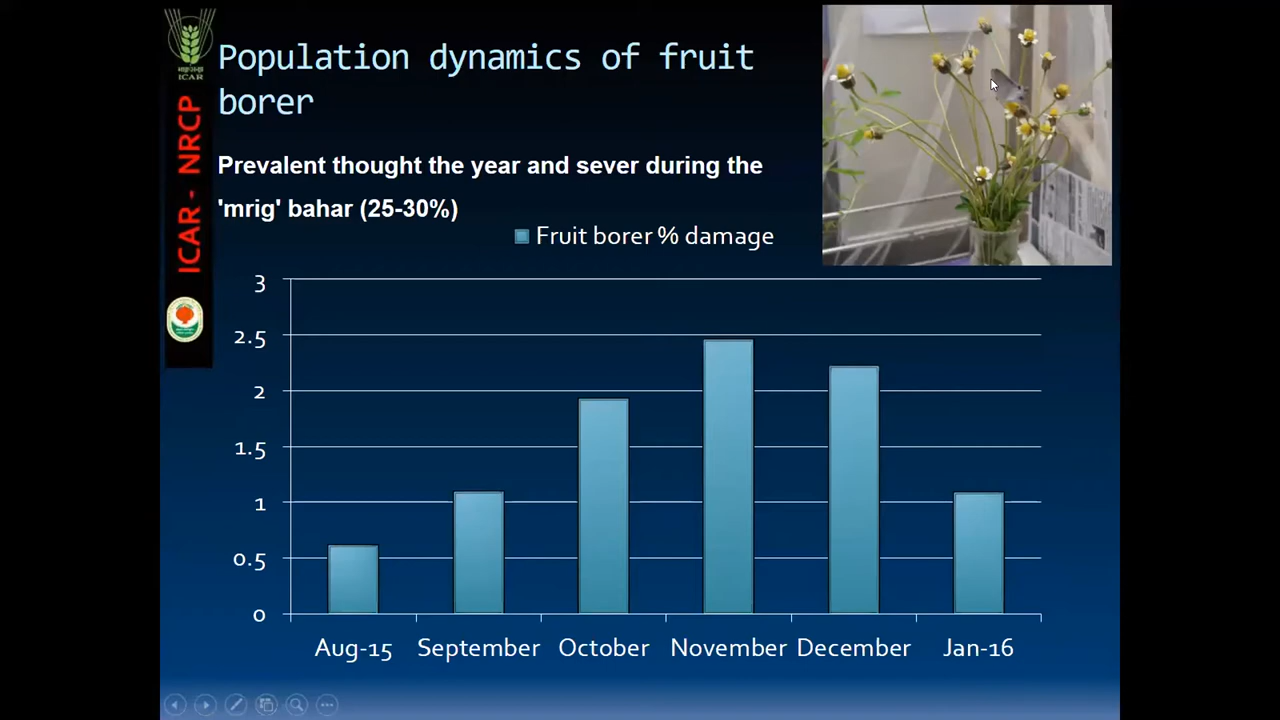 Population dynamics of fruit
borer
Prevalent thought the year and sever during the
'mrig' bahar (25-30%)
ICAR
ICAR - NRCP
Fruit borer % damage
3
2.5
2
1.5
1
0.5
0
Aug-15 September October November December Jan-16